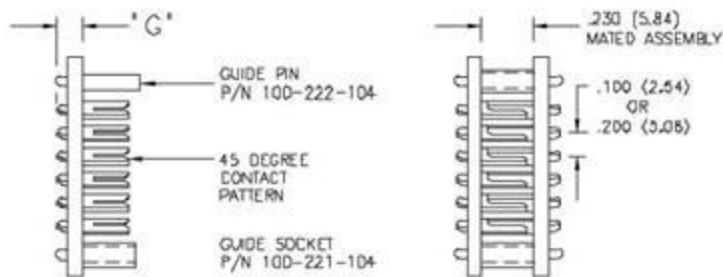 "G"
GUIDE PIN
P/N 100-222-104
45 DEGREE
CONTACT
PATTERN
GUIDE SOCKET
P/N 100-221-104
.230 (5.84)
MATED ASSEMBLY
.100 (2.54)
OR
.200 (5.08)